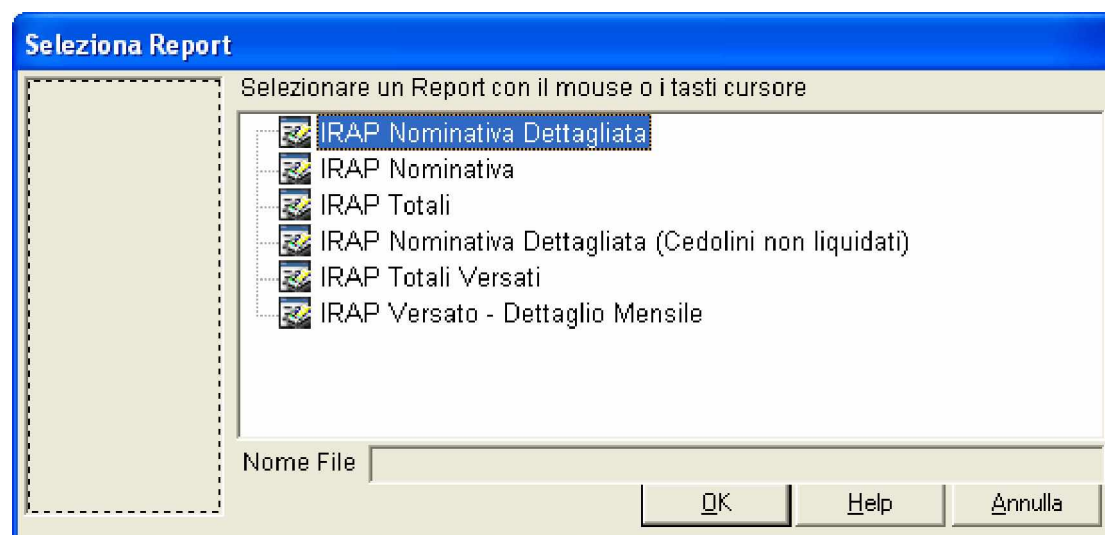 Seleziona Report
Selezionare un Report con il mouse o i tasti cursore
IRAP Nominativa Dettagliata
IRAP Nominativa
IRAP Totali
IRAP Nominativa Dettagliata (Cedolini non liquidati)
IRAP Totali Versati
IRAP Versato - Dettaglio Mensile
Nome File
OK Help Annulla